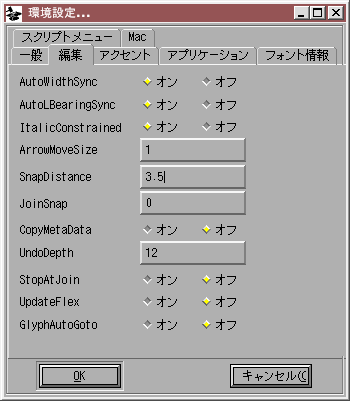 環境設定...
スクリプトメニュー Mac
一般 編集 アクセント アプリケーション フォント情報
AutoWidthSync オン オフ
AutoLBearingSync オン オフ
ItalicConstrained オン オフ
ArrowMoveSize 1
SnapDistance 3.5
JoinSnap 0
CopyMetaData オン オフ
UndoDepth 12
StopAtJoin オン オフ
UpdateFlex オン オフ
GlyphAutoGoto オン オフ
OK キャンセル(C